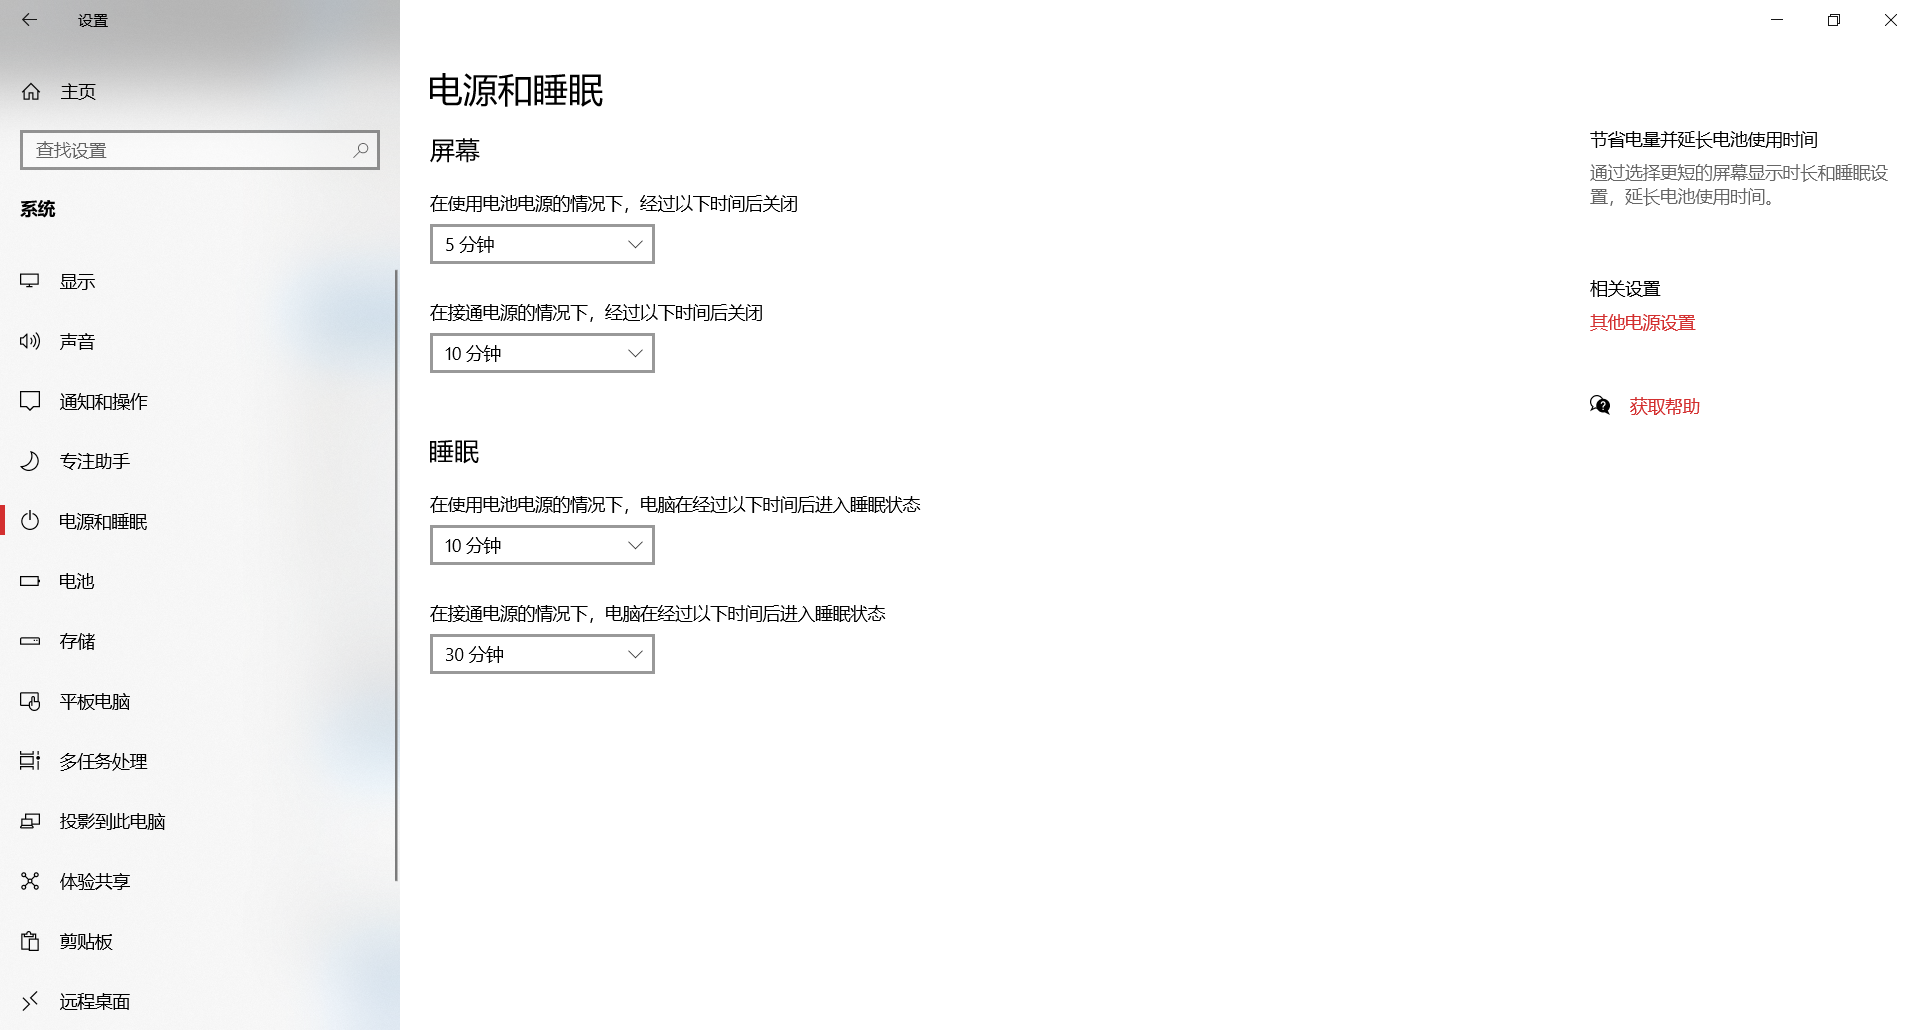 设置
主页
查找设置
系统
显示
声音
通知和操作
专注助手
电源和睡眠
电池
存储
平板电脑
多任务处理
投影到此电脑
体验共享
剪贴板
远程桌面
电源和睡眠
屏幕
在使用电池电源的情况下，经过以下时间后关闭
5 分钟
在接通电源的情况下，经过以下时间后关闭
10 分钟
睡眠
在使用电池电源的情况下，电脑在经过以下时间后进入睡眠状态
10 分钟
在接通电源的情况下，电脑在经过以下时间后进入睡眠状态
30 分钟
节省电量并延长电池使用时间
通过选择更短的屏幕显示时长和睡眠设
置，延长电池使用时间。
相关设置
其他电源设置
获取帮助